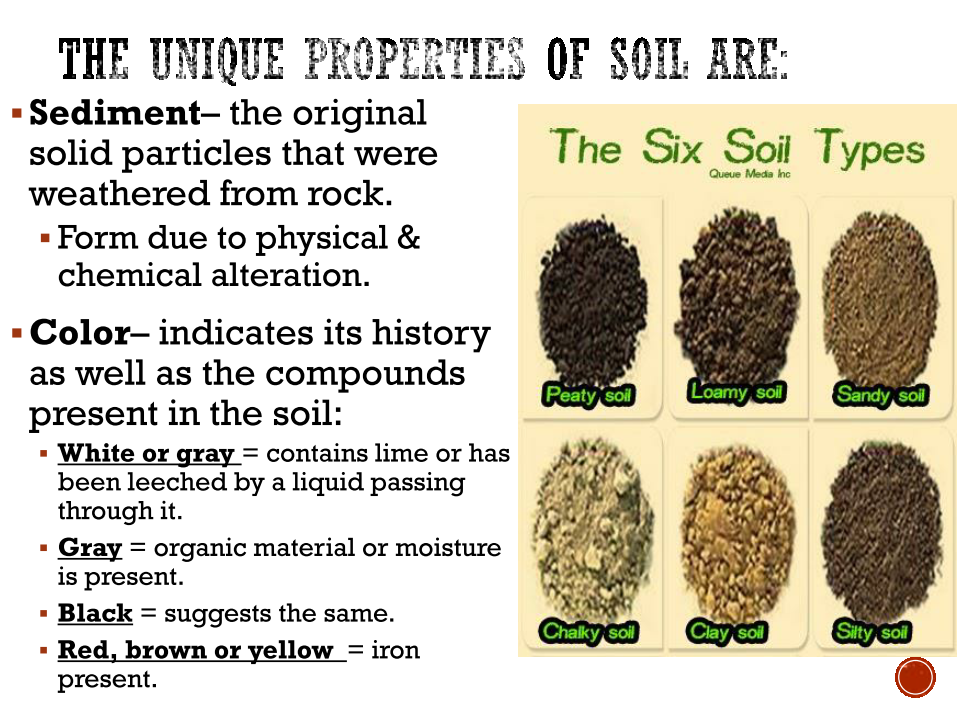 THE UNIQUE PROPERTIES OF SOIL ARE:
▪ Sediment– the original
solid particles that were
weathered from rock.
▪ Form due to physical &
chemical alteration.
▪ Color– indicates its history
as well as the compounds
present in the soil:
▪ White or gray = contains lime or has
been leeched by a liquid passing
through it.
▪ Gray = organic material or moisture
is present.
▪ Black = suggests the same.
▪ Red, brown or yellow = iron
present.
The Six Soil Types
Queue Media Inc
Peaty soil
Loamy soil
Sandy soil
Chalky soil
Clay soil
Silty soil